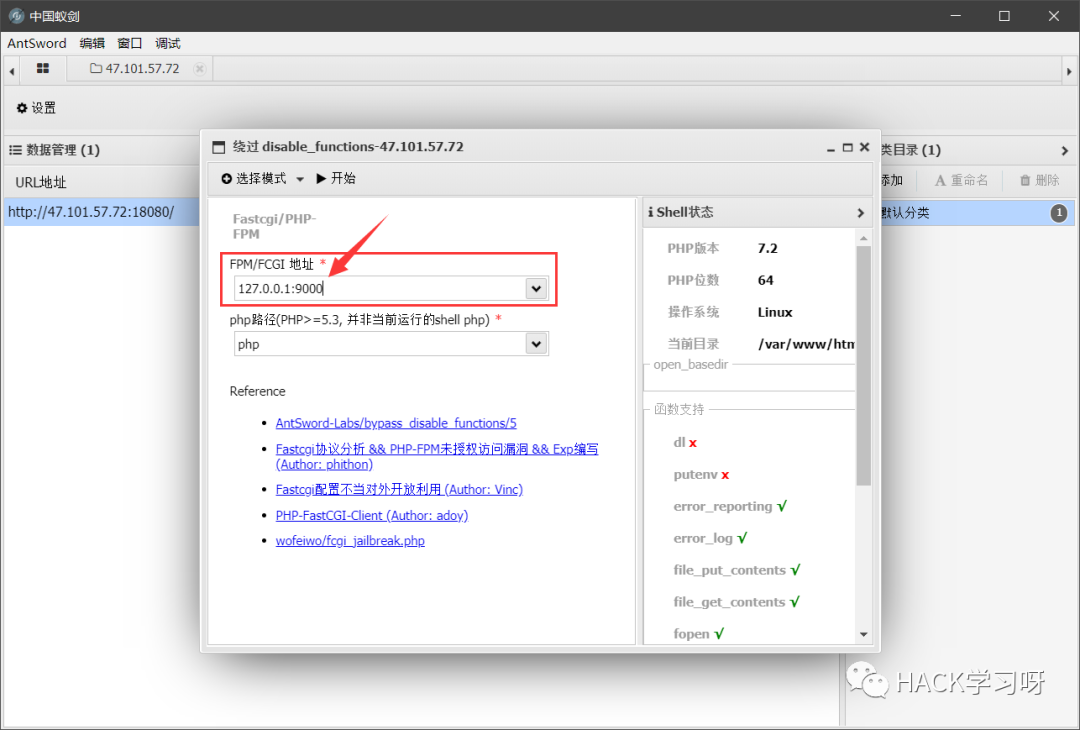 中国蚁剑
AntSword 编辑 窗口 调试
47.101.57.72
设置
数据管理 (1)
URL地址
http://47.101.57.72:18080/
绕过 disable_functions-47.101.57.72
选择模式 开始
Fastcgi/PHP-
FPM
FPM/FCGI 地址 *
127.0.0.1:9000
php路径(PHP>=5.3, 并非当前运行的shell php) *
php
Reference
AntSword-Labs/bypass_disable_functions/5
Fastcgi协议分析 && PHP-FPM未授权访问漏洞 && Exp编写
(Author: phithon)
Fastcgi配置不当对外开放利用 (Author: Vinc)
PHP-FastCGI-Client (Author: adoy)
wofeiwo/fcgi_jailbreak.php
Shell状态
PHP版本 7.2
PHP位数 64
操作系统 Linux
当前目录 /var/www/htm
open_basedir
函数支持
dl x
putenv x
error_reporting √
error_log √
file_put_contents √
file_get_contents √
fopen √
类目录 (1)
添加 重命名 删除
默认分类 1
HACK学习呀